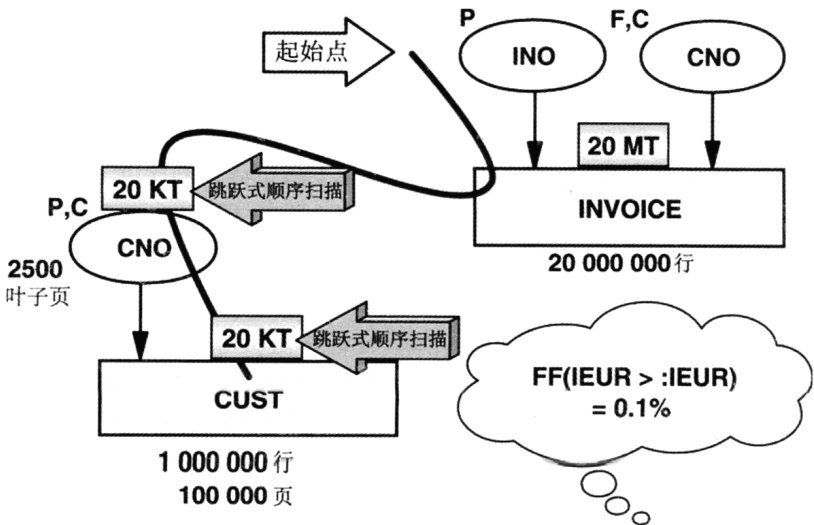 起始点
P
INO
F,C
CNO
20 MT
INVOICE
20 000 000行
20 KT
跳跃式顺序扫描
P,C
CNO
2500
叶子页
20 KT
跳跃式顺序扫描
CUST
1 000 000行
100 000页
FF(IEUR > :IEUR)
= 0.1%